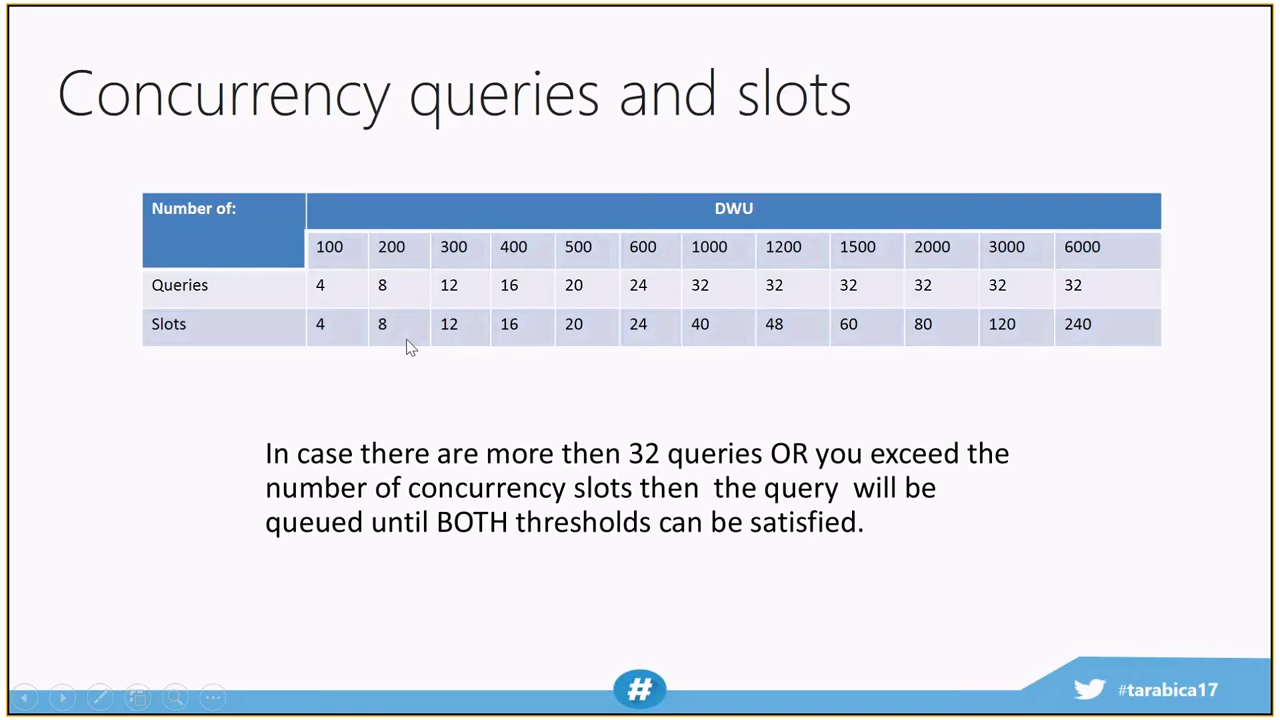 Concurrency queries and slots
Number of: DWU
100 200 300 400 500 600 1000 1200 1500 2000 3000 6000
Queries 4 8 12 16 20 24 32 32 32 32 32 32
Slots 4 8 12 16 20 24 40 48 60 80 120 240
In case there are more then 32 queries OR you exceed the
number of concurrency slots then the query will be
queued until BOTH thresholds can be satisfied.
#
#tarabica17